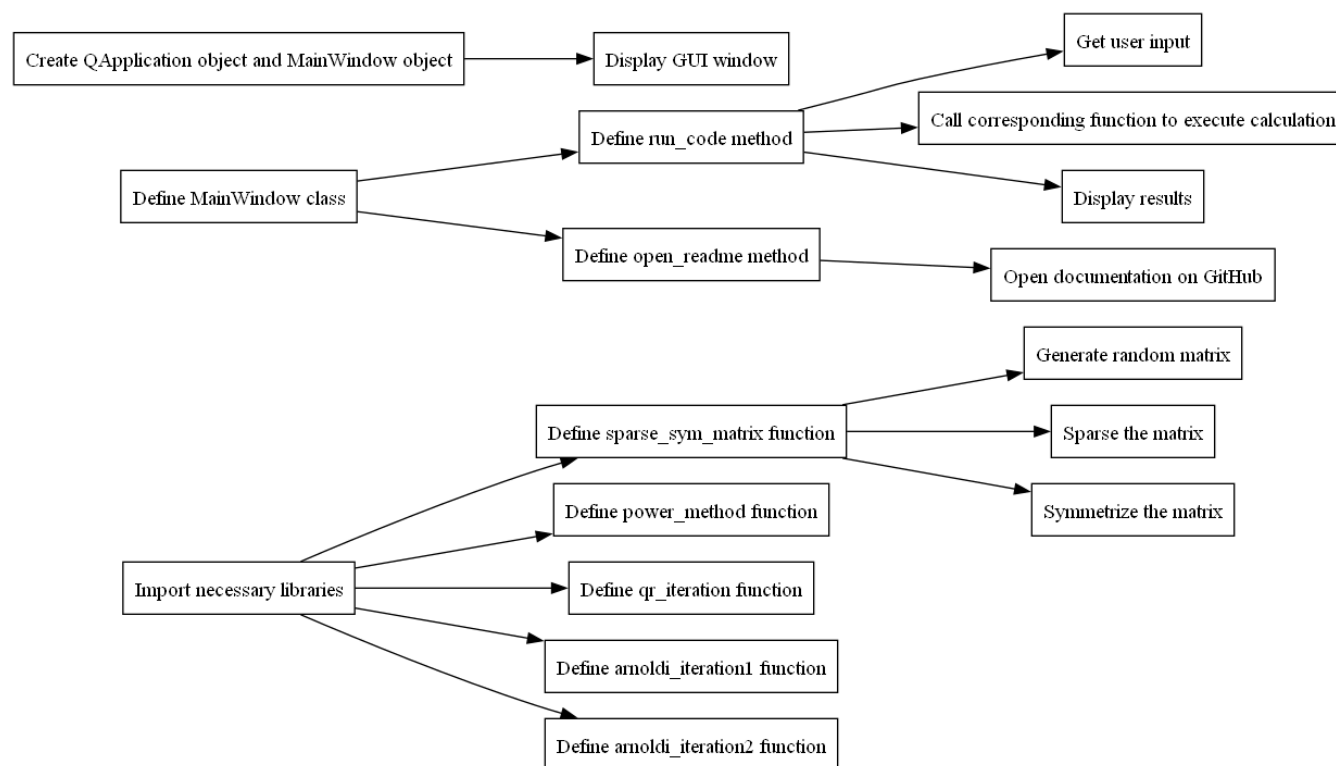 Create QApplication object and MainWindow object
Display GUI window
Get user input
Call corresponding function to execute calculation
Define run_code method
Display results
Define MainWindow class
Define open_readme method
Open documentation on GitHub
Generate random matrix
Define sparse_sym_matrix function
Sparse the matrix
Symmetrize the matrix
Define power_method function
Import necessary libraries
Define qr_iteration function
Define arnoldi_iteration1 function
Define arnoldi_iteration2 function